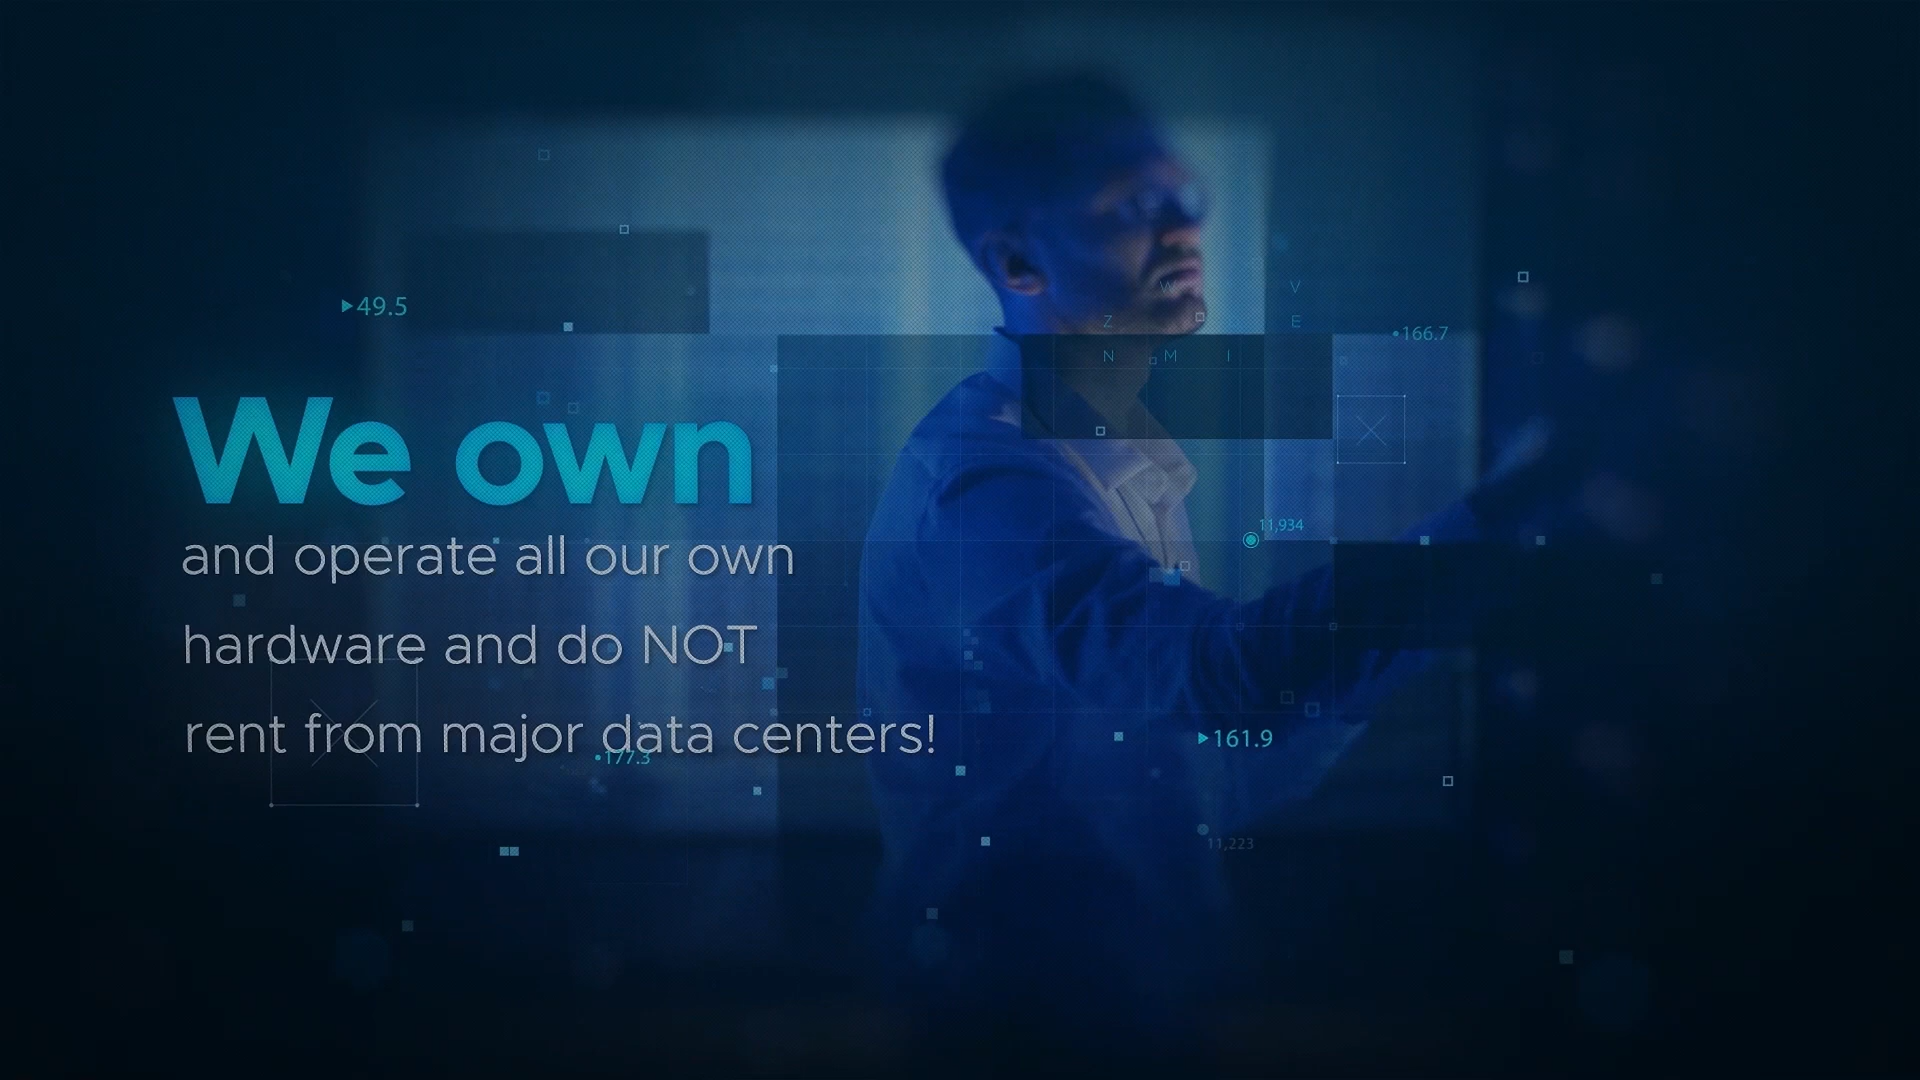 W V
Z E
49.5
166.7
N M I
We own
11,934
and operate all our own
hardware and do NOT
rent from major data centers!
161.9
177.3
11,223